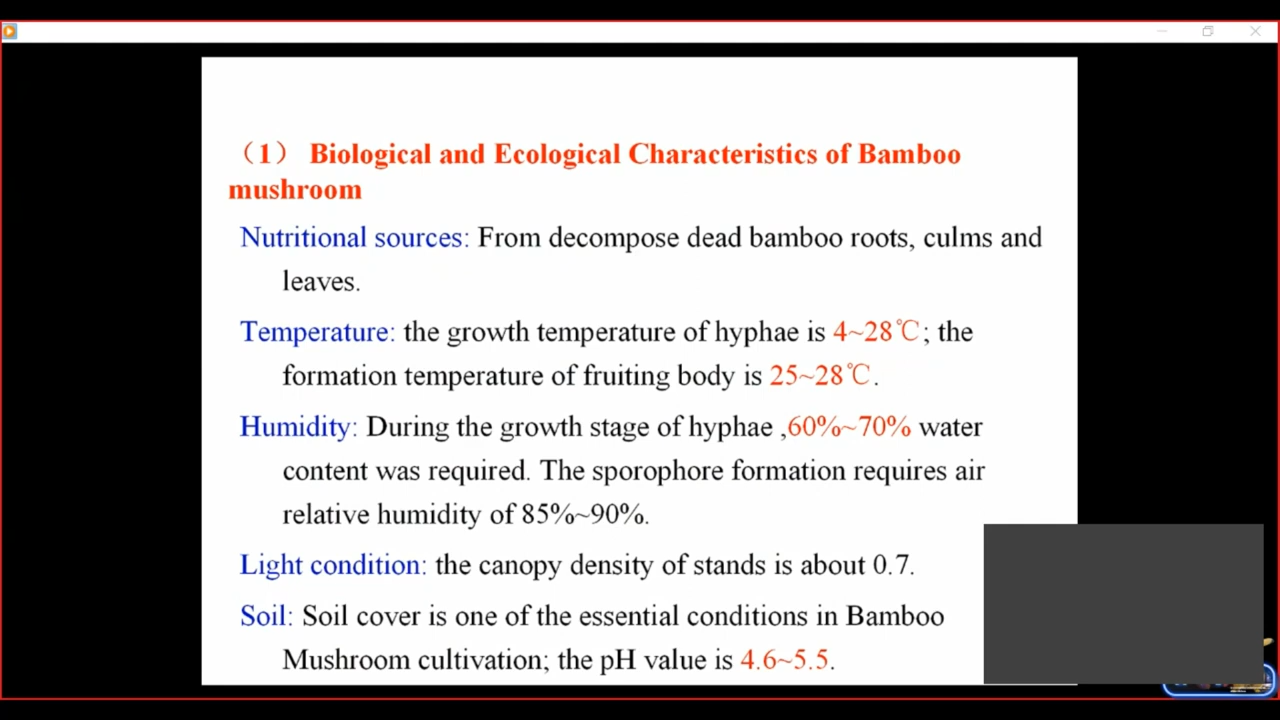 （1） Biological and Ecological Characteristics of Bamboo
mushroom
Nutritional sources: From decompose dead bamboo roots, culms and
leaves.
Temperature: the growth temperature of hyphae is 4~28℃; the
formation temperature of fruiting body is 25~28℃.
Humidity: During the growth stage of hyphae ,60%~70% water
content was required. The sporophore formation requires air
relative humidity of 85%~90%.
Light condition: the canopy density of stands is about 0.7.
Soil: Soil cover is one of the essential conditions in Bamboo
Mushroom cultivation; the pH value is 4.6~5.5.